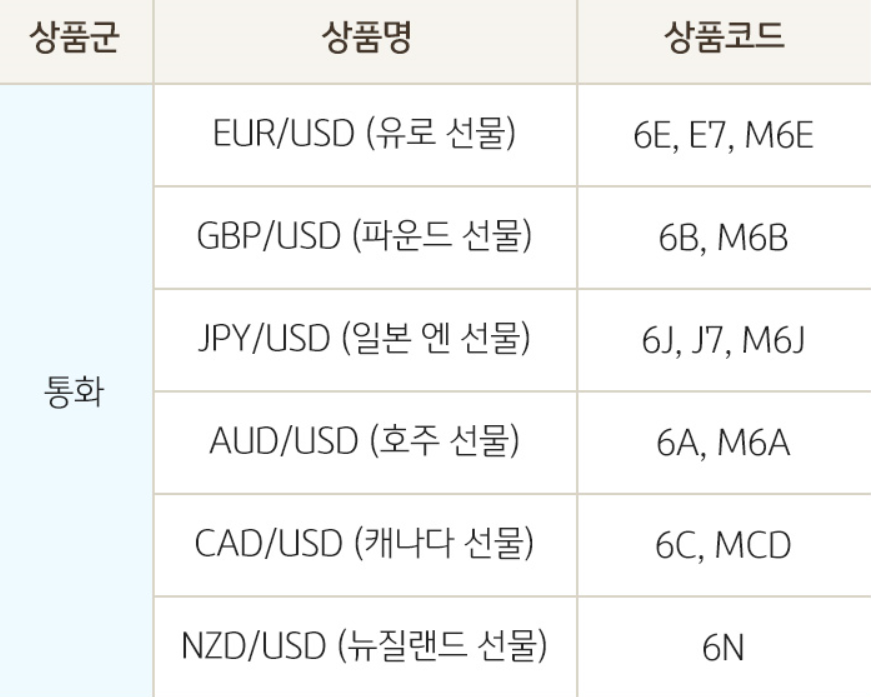 상품군 상품명 상품코드
EUR/USD (유로 선물) 6E, E7, M6E
GBP/USD (파운드 선물) 6B, M6B
JPY/USD (일본 엔 선물) 6J, J7, M6J
통화
AUD/USD (호주 선물) 6A, M6A
CAD/USD (캐나다 선물) 6C, MCD
NZD/USD (뉴질랜드 선물) 6N